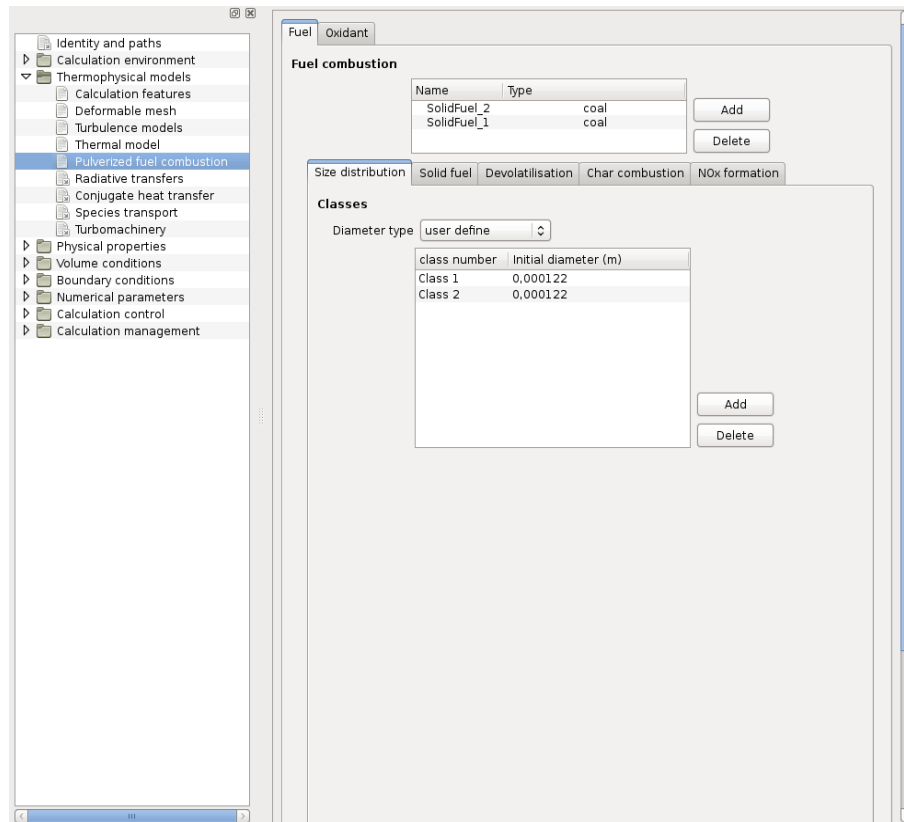 Identity and paths
Calculation environment
Thermophysical models
Calculation features
Deformable mesh
Turbulence models
Thermal model
Pulverized fuel combustion
Radiative transfers
Conjugate heat transfer
Species transport
Turbomachinery
Physical properties
Volume conditions
Boundary conditions
Numerical parameters
Calculation control
Calculation management
Fuel Oxidant
Fuel combustion
Name Type
SolidFuel_2 coal
SolidFuel_1 coal
Add
Delete
Size distribution Solid fuel Devolatilisation Char combustion NOx formation
Classes
Diameter type user define
class number Initial diameter (m)
Class 1 0,000122
Class 2 0,000122
Add
Delete